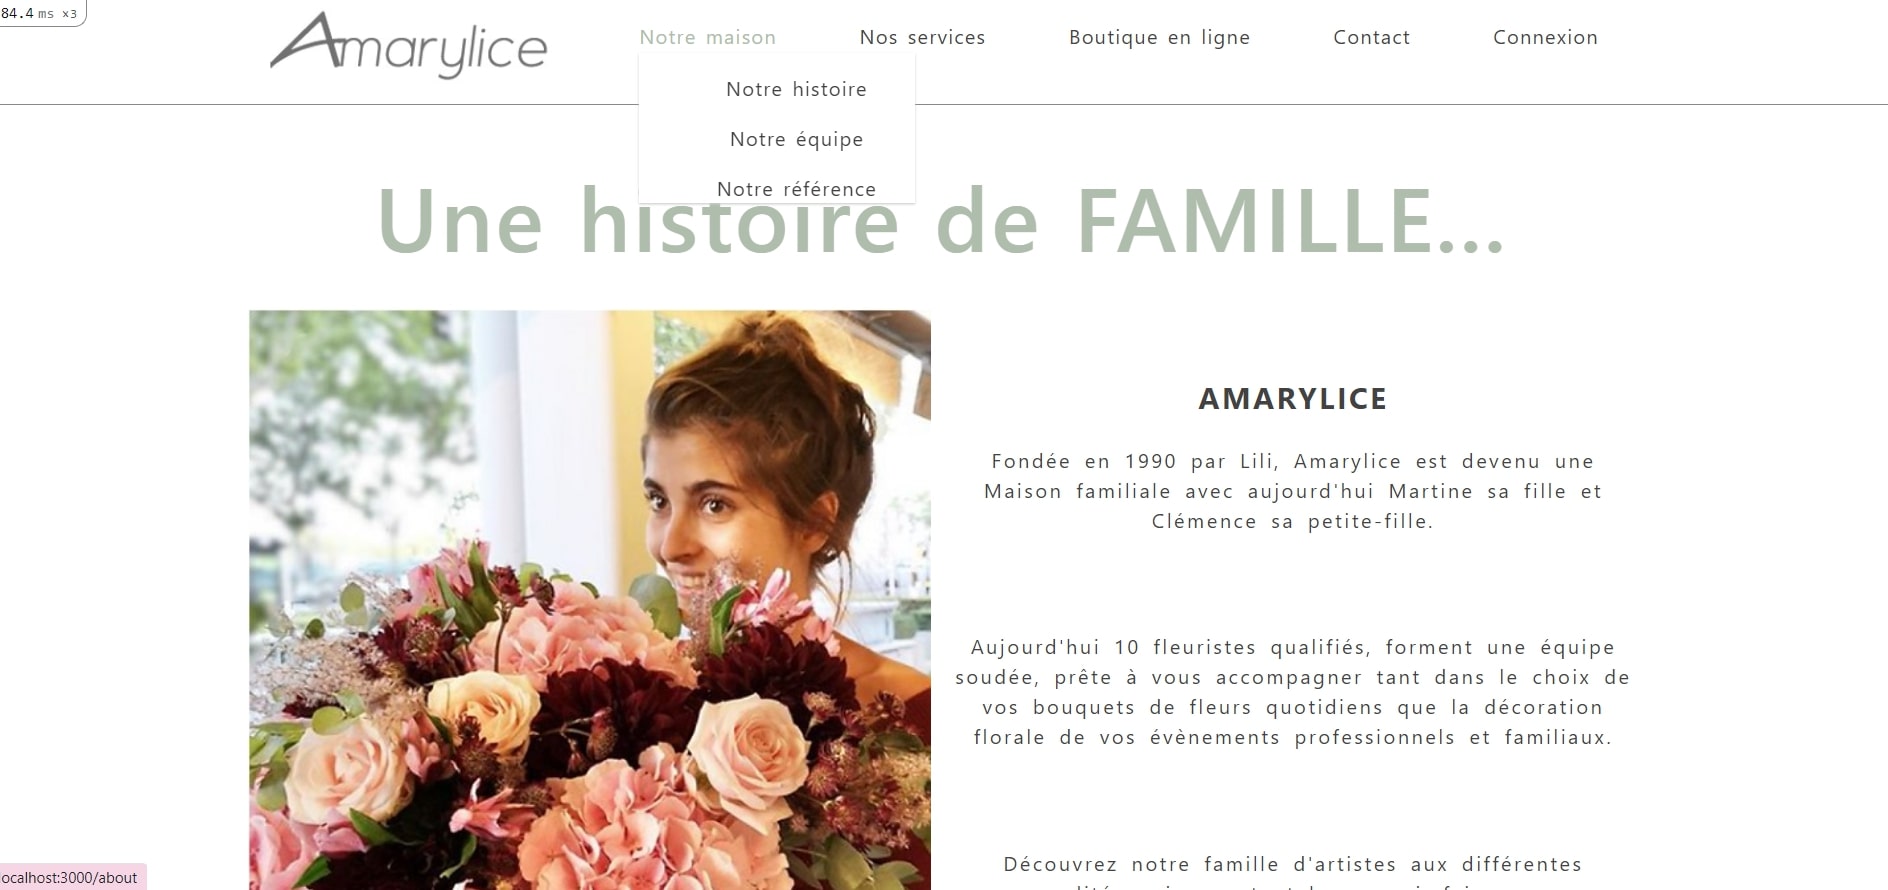 84.4 ms x3
Amarylice
Notre maison
Nos services
Boutique en ligne
Contact
Connexion
Notre histoire
Notre équipe
Notre référence
Une histoire de FAMILLE...
AMARYLICE
Fondée en 1990 par Lili, Amarylice est devenu une
Maison familiale avec aujourd'hui Martine sa fille et
Clémence sa petite-fille.
Aujourd'hui 10 fleuristes qualifiés, forment une équipe
soudée, prête à vous accompagner tant dans le choix de
vos bouquets de fleurs quotidiens que la décoration
florale de vos évènements professionnels et familiaux.
Découvrez notre famille d'artistes aux différentes
localhost:3000/about